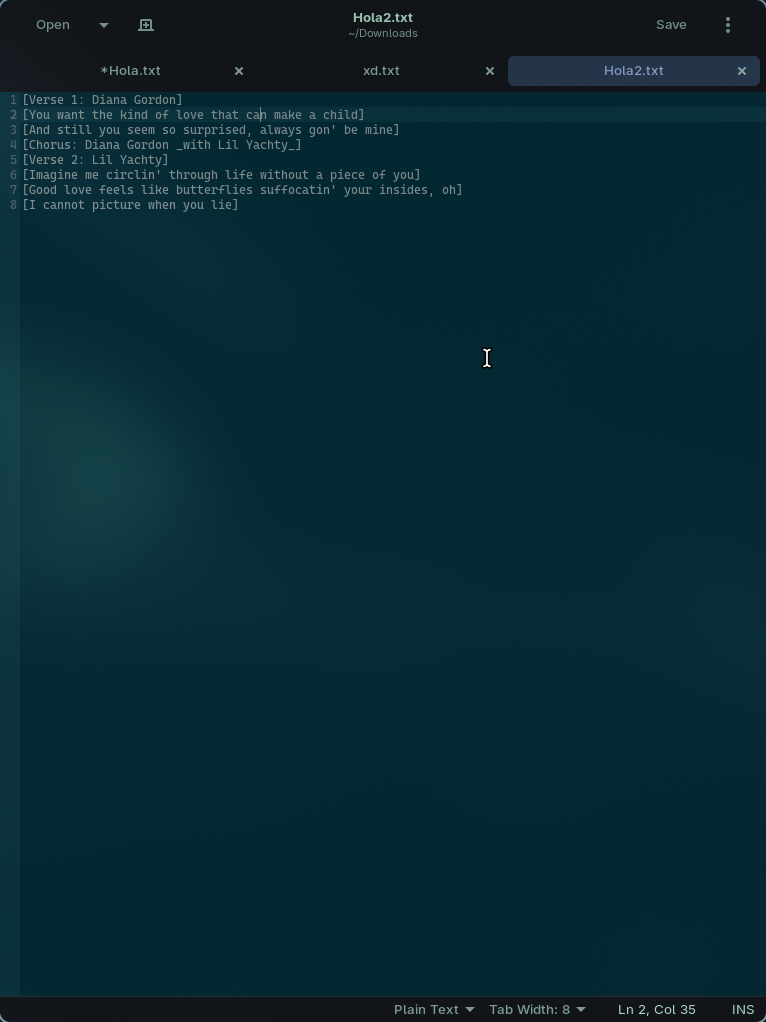 Open
Hola2.txt
~/Downloads
Save
*Hola.txt
xd.txt
Hola2.txt
1 [Verse 1: Diana Gordon]
2 [You want the kind of love that can make a child]
3 [And still you seem so surprised, always gon' be mine]
4 [Chorus: Diana Gordon _with Lil Yachty_]
5 [Verse 2: Lil Yachty]
6 [Imagine me circlin' through life without a piece of you]
7 [Good love feels like butterflies suffocatin' your insides, oh]
8 [I cannot picture when you lie]
Plain Text Tab Width: 8 Ln 2, Col 35 INS